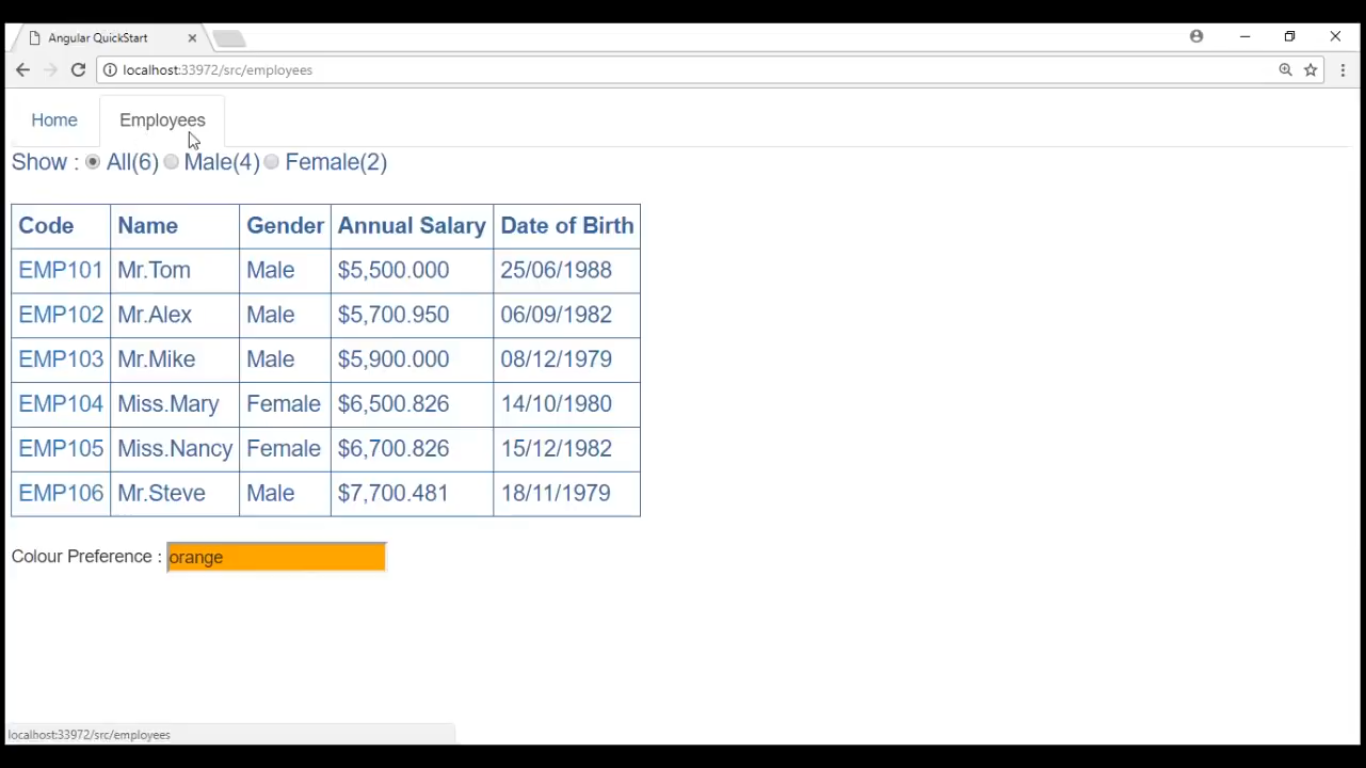 Angular QuickStart
localhost:33972/src/employees
Home Employees
Show : All(6) Male(4) Female(2)
Code Name Gender Annual Salary Date of Birth
EMP101 Mr.Tom Male $5,500.000 25/06/1988
EMP102 Mr.Alex Male $5,700.950 06/09/1982
EMP103 Mr.Mike Male $5,900.000 08/12/1979
EMP104 Miss.Mary Female $6,500.826 14/10/1980
EMP105 Miss.Nancy Female $6,700.826 15/12/1982
EMP106 Mr.Steve Male $7,700.481 18/11/1979
Colour Preference : orange
localhost:33972/src/employees